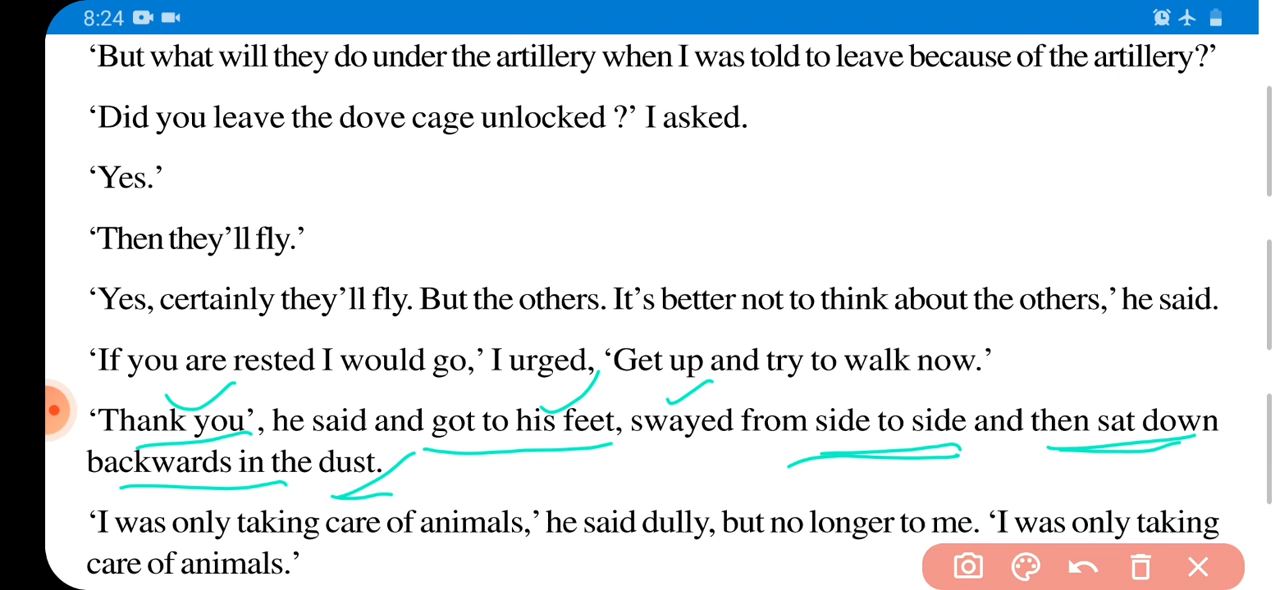 8:24
‘But what will they do under the artillery when I was told to leave because of the artillery?’
‘Did you leave the dove cage unlocked ?’ I asked.
‘Yes.’
‘Then they’ll fly.’
‘Yes, certainly they’ll fly. But the others. It’s better not to think about the others,’ he said.
‘If you are rested I would go,’ I urged, ‘Get up and try to walk now.’
‘Thank you’, he said and got to his feet, swayed from side to side and then sat down
backwards in the dust.
‘I was only taking care of animals,’ he said dully, but no longer to me. ‘I was only taking
care of animals.’